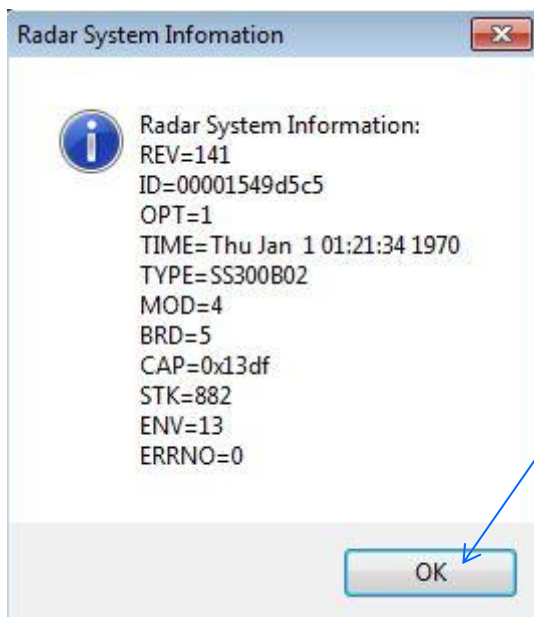 Radar System Infomation
Radar System Information:
REV=141
ID=00001549d5c5
OPT=1
TIME=Thu Jan  1 01:21:34 1970
TYPE=SS300B02
MOD=4
BRD=5
CAP=0x13df
STK=882
ENV=13
ERRNO=0
OK